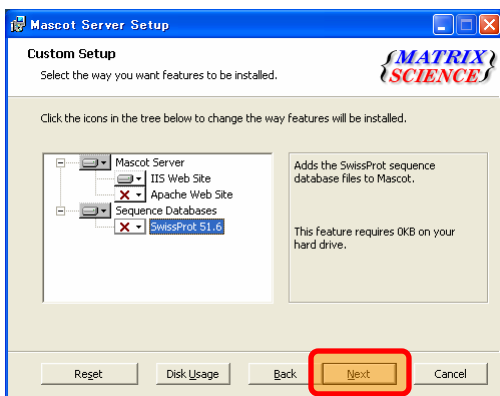 Mascot Server Setup
Custom Setup
Select the way you want features to be installed.
{MATRIX}
{SCIENCE}
Click the icons in the tree below to change the way features will be installed.
Mascot Server
IIS Web Site
Apache Web Site
Sequence Databases
SwissProt 51.6
Adds the SwissProt sequence
database files to Mascot.
This feature requires 0KB on your
hard drive.
Reset Disk Usage Back Next Cancel